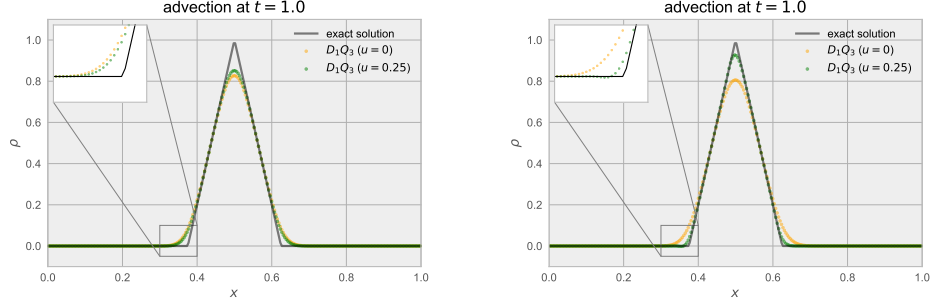 advection at t = 1.0
1.0
0.8
0.6
0.4
0.2
0.0
ρ
exact solution
D1Q3 (u = 0)
D1Q3 (u = 0.25)
0.0 0.2 0.4 0.6 0.8 1.0
x
advection at t = 1.0
1.0
0.8
0.6
0.4
0.2
0.0
ρ
exact solution
D1Q3 (u = 0)
D1Q3 (u = 0.25)
0.0 0.2 0.4 0.6 0.8 1.0
x